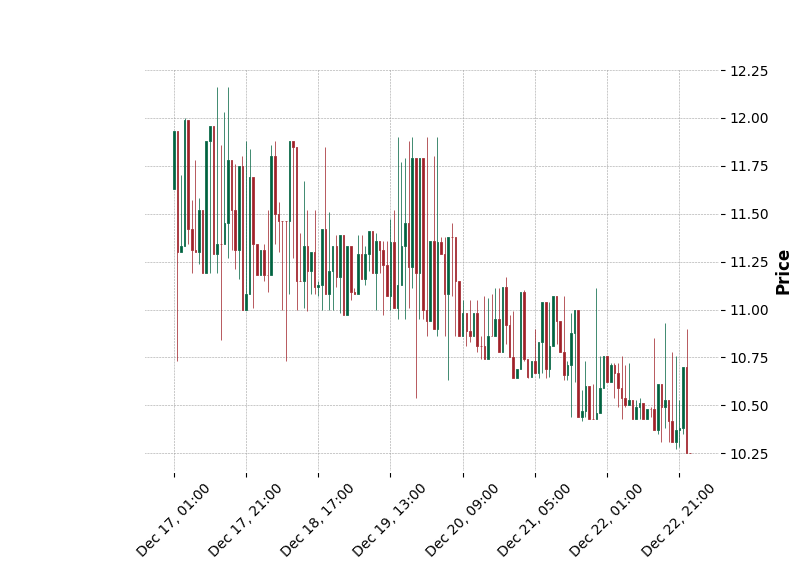 12.25
12.00
11.75
11.50
11.25
11.00
10.75
10.50
10.25
Price
Dec 17, 01:00
Dec 17, 21:00
Dec 18, 17:00
Dec 19, 13:00
Dec 20, 09:00
Dec 21, 05:00
Dec 22, 01:00
Dec 22, 21:00